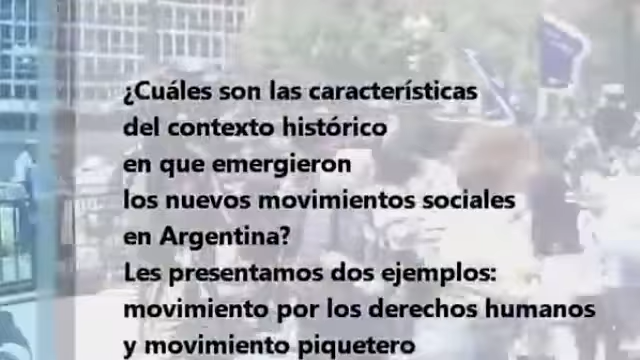 ¿Cuáles son las características
del contexto histórico
en que emergieron
los nuevos movimientos sociales
en Argentina?
Les presentamos dos ejemplos:
movimiento por los derechos humanos
y movimiento piquetero